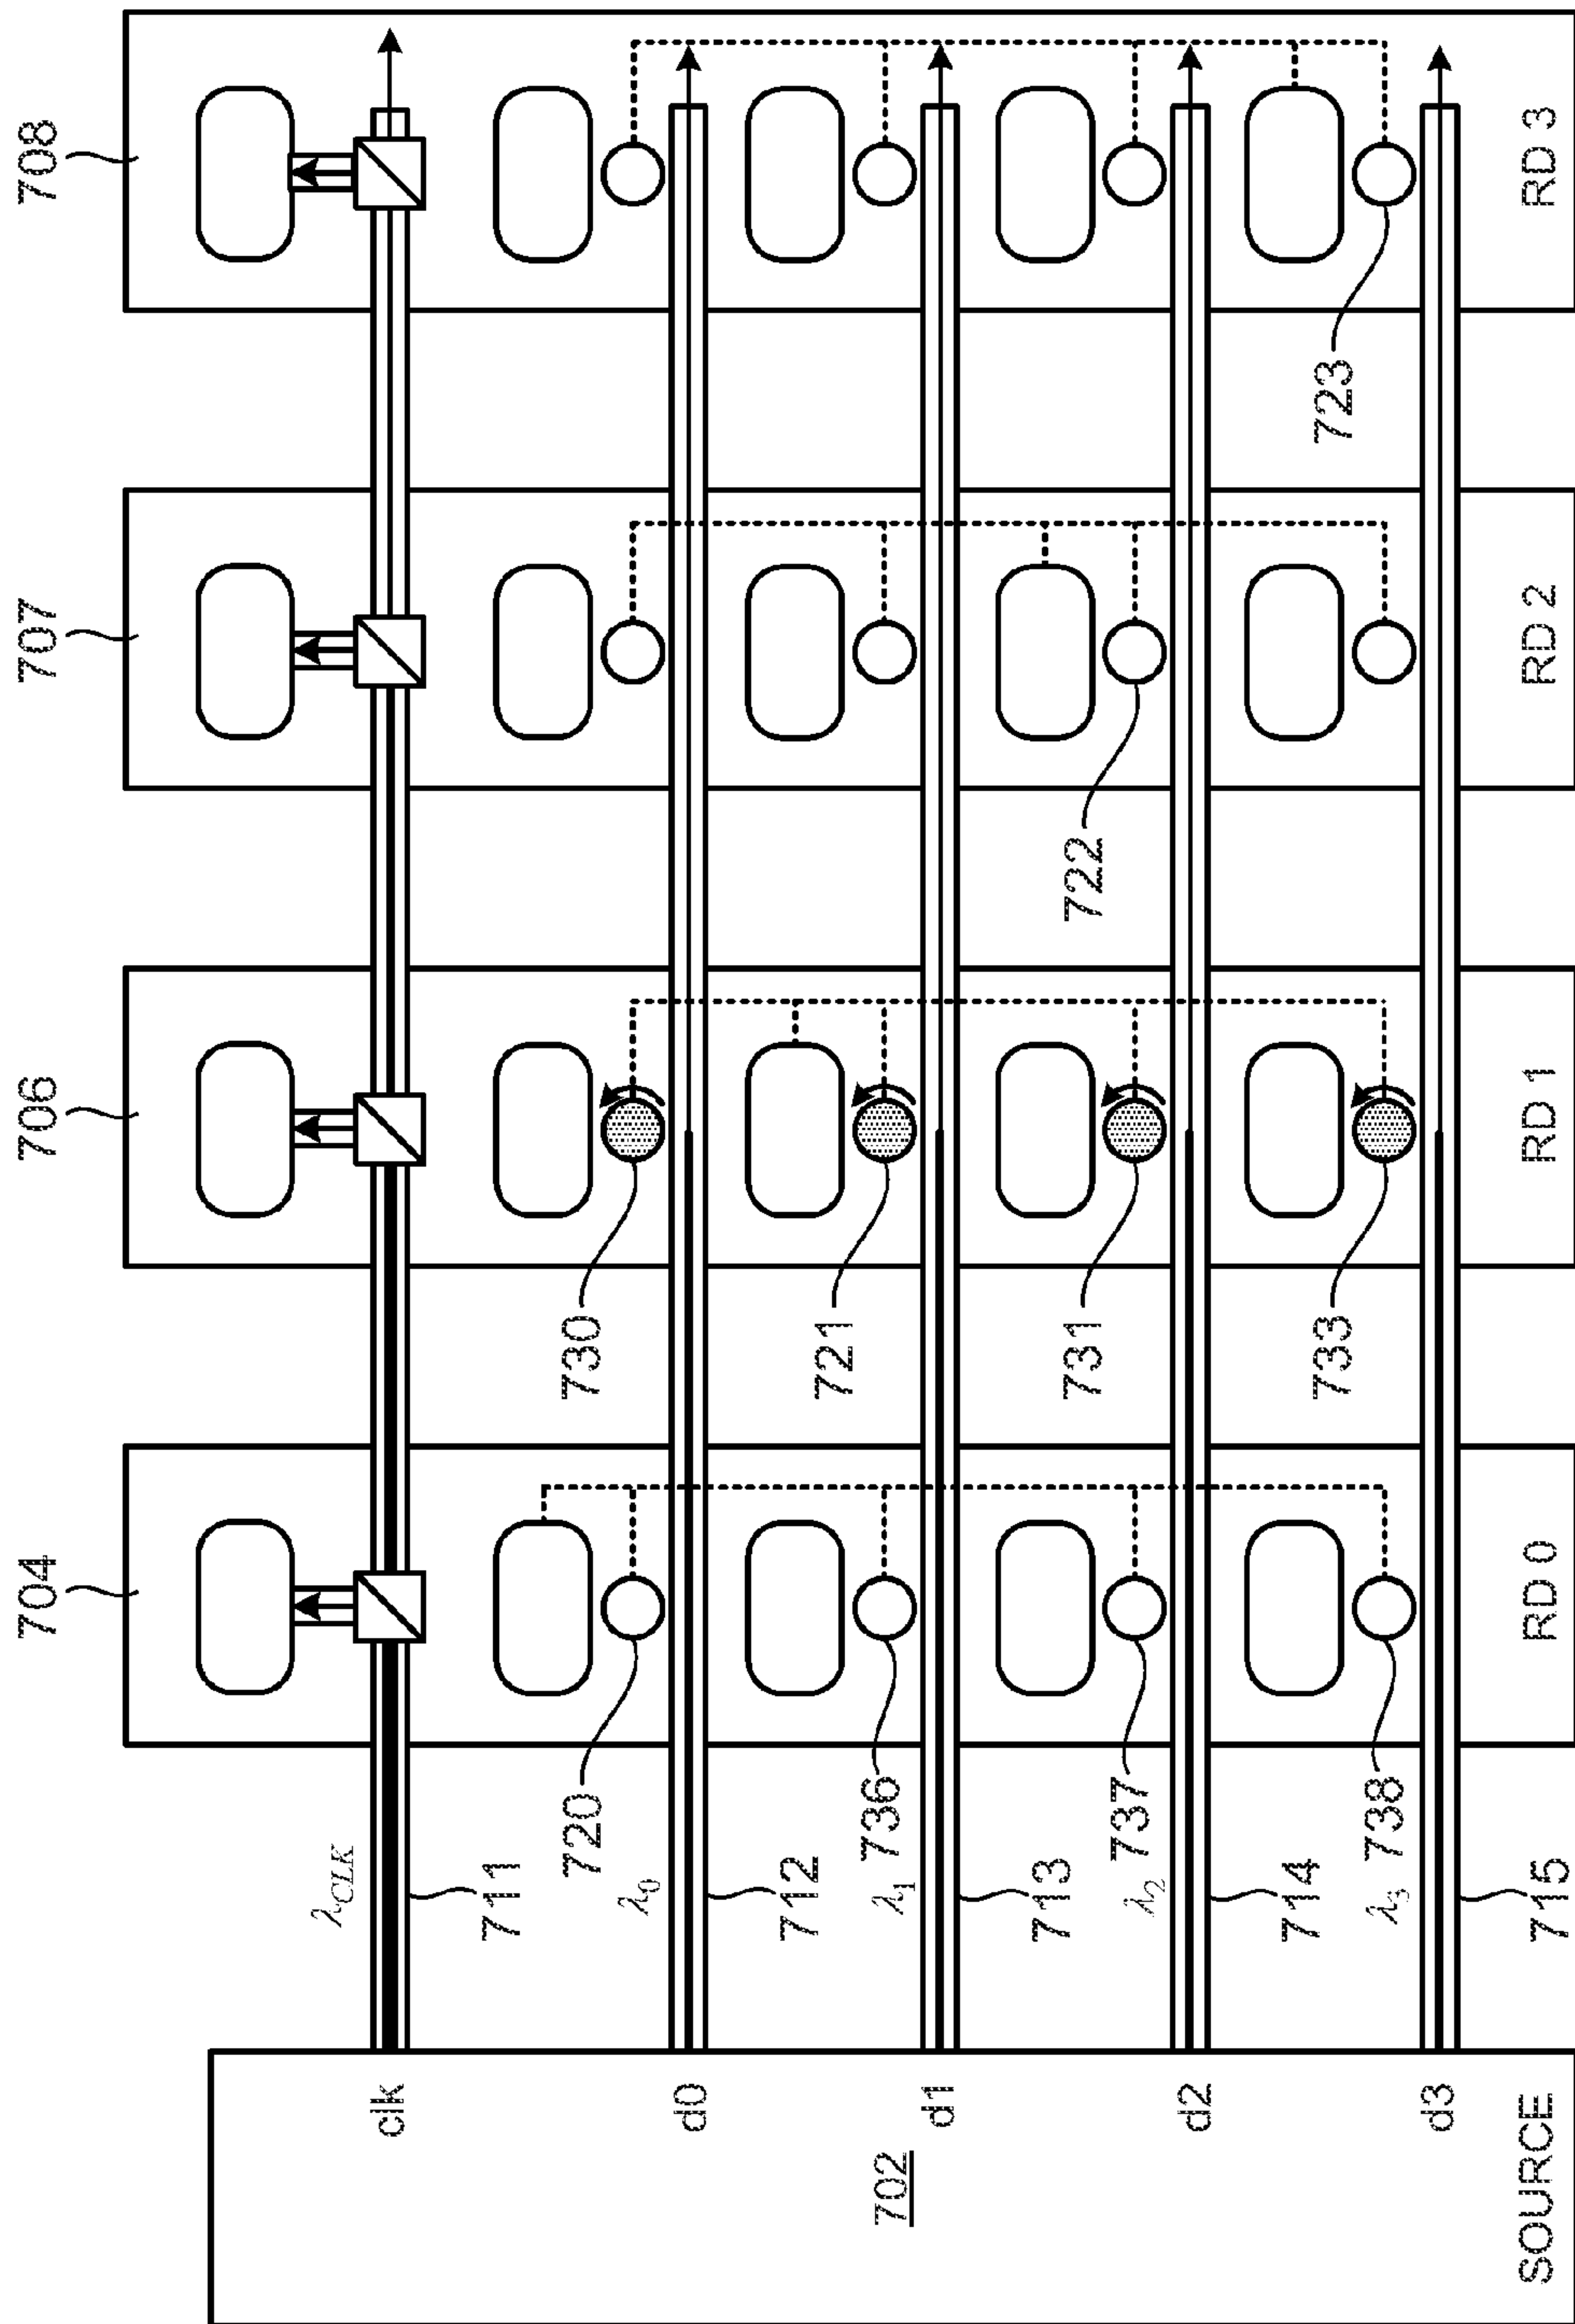 704
706
707
708
λCLK
711
720
λ0
712
730
736
λ1
713
721
737
λ2
714
731
722
738
λ3
715
733
723
clk
d0
702
d1
d2
d3
SOURCE
RD 0
RD 1
RD 2
RD 3